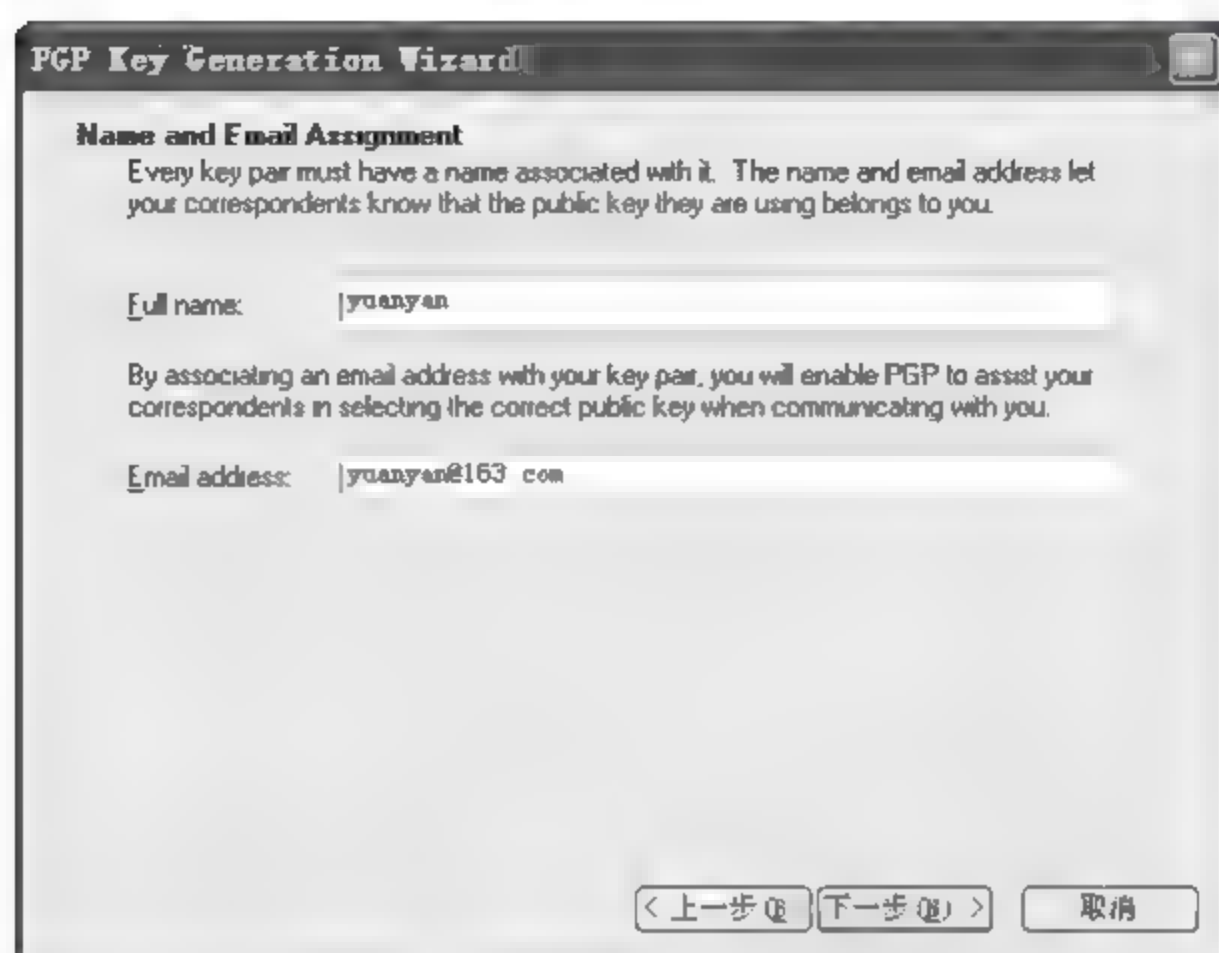 PGP Key Generation Wizard
Name and Email Assignment
Every key pair must have a name associated with it. The name and email address let
your correspondents know that the public key they are using belongs to you.
Full name:
yuanyan
By associating an email address with your key pair, you will enable PGP to assist your
correspondents in selecting the correct public key when communicating with you.
Email address:
yuanyan@163 com
< 上一步
下一步 >
取消